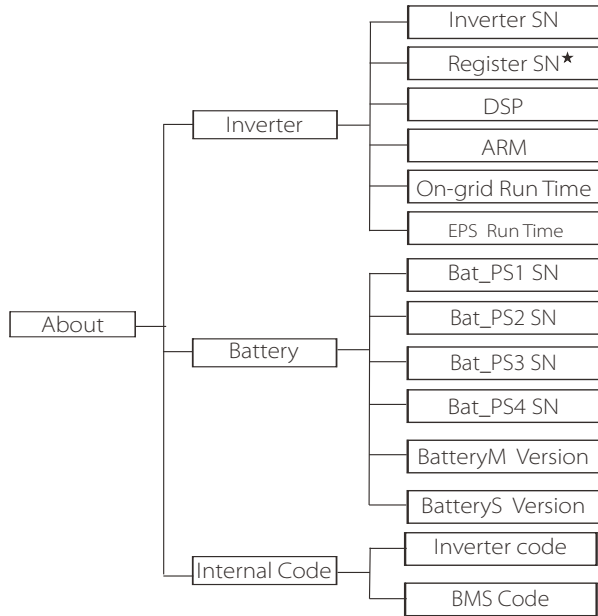 About
Inverter
Inverter SN
Register SN★
DSP
ARM
On-grid Run Time
EPS Run Time
Battery
Bat_PS1 SN
Bat_PS2 SN
Bat_PS3 SN
Bat_PS4 SN
BatteryM Version
BatteryS Version
Internal Code
Inverter code
BMS Code